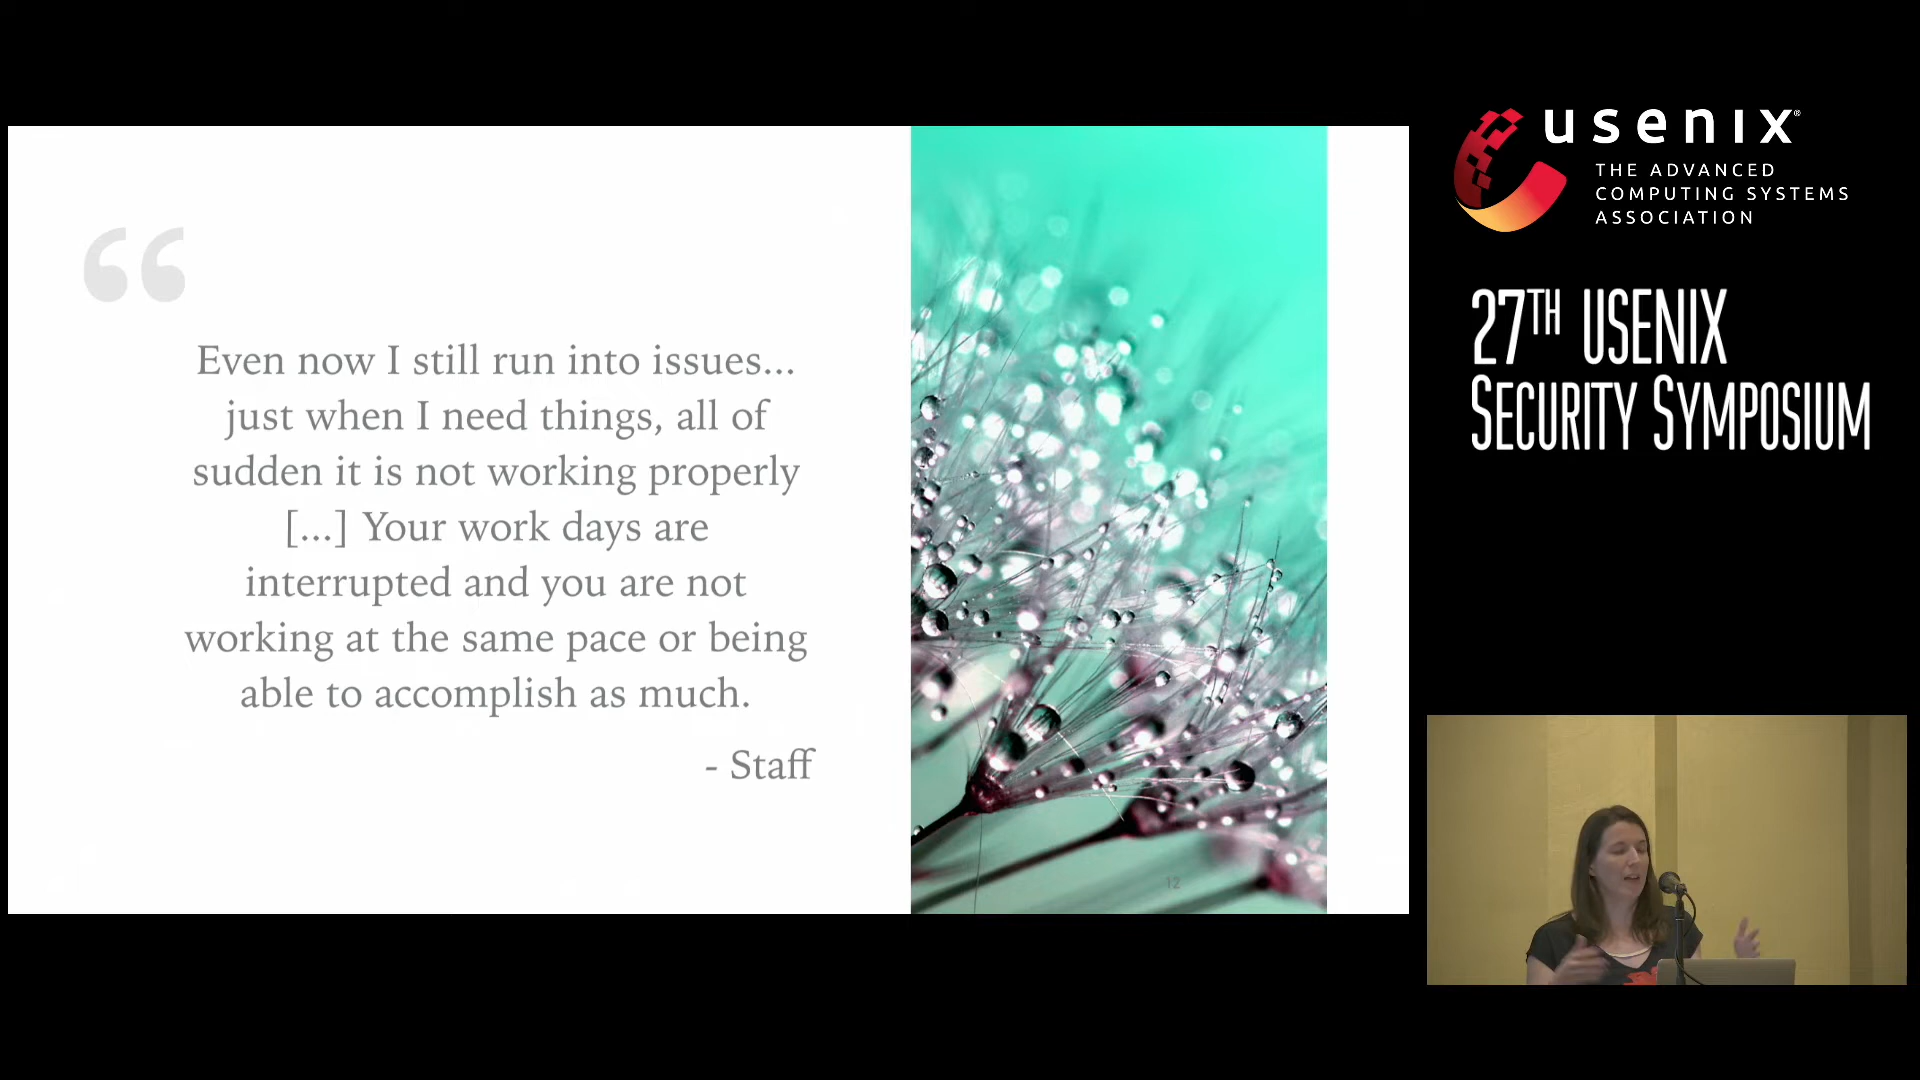 “
Even now I still run into issues...
just when I need things, all of
sudden it is not working properly
[...] Your work days are
interrupted and you are not
working at the same pace or being
able to accomplish as much.
- Staff
12
usenix®
THE ADVANCED
COMPUTING SYSTEMS
ASSOCIATION
27TH USENIX
SECURITY SYMPOSIUM